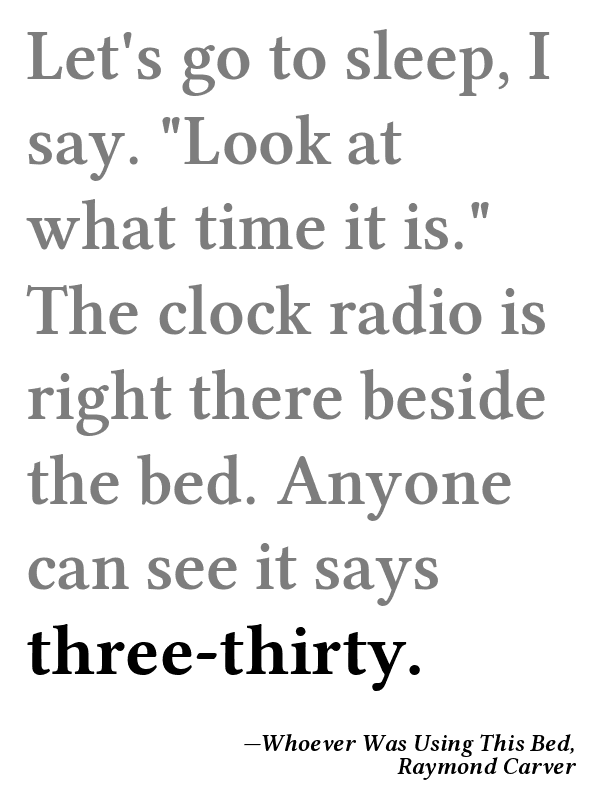 Let's go to sleep, I
say. "Look at
what time it is."
The clock radio is
right there beside
the bed. Anyone
can see it says
three-thirty.
—Whoever Was Using This Bed,
Raymond Carver